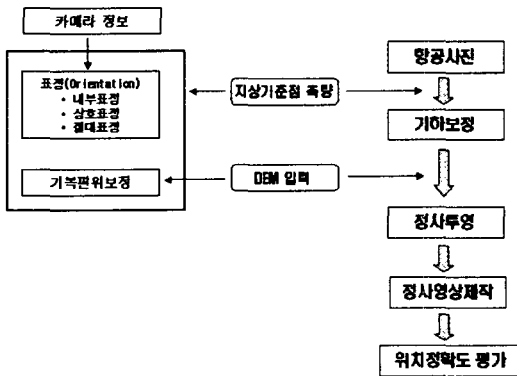 카메라 정보
표정(Orientation)
• 내부표정
• 상호표정
• 절대표정
기복편위보정
지상기준점 측량
DEM 입력
항공사진
기하보정
정사투영
정사영상제작
위치정확도 평가